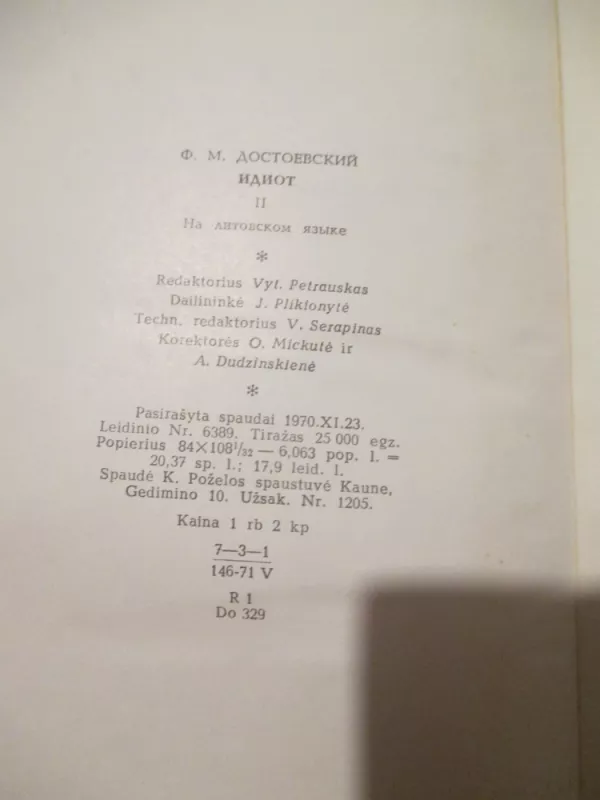 Ф. М. ДОСТОЕВСКИЙ
ИДИОТ
II
На литовском языке
*
Redaktorius Vyt. Petrauskas
Dailininkė J. Pliktonytė
Techn. redaktorius V. Serapinas
Korektorės O. Mickutė ir
A. Dudzinskienė
*
Pasirašyta spaudai 1970.XI.23.
Leidinio Nr. 6389. Tiražas 25 000 egz.
Popierius 84×108¹/₃₂ — 6,063 pop. l. =
20,37 sp. l.; 17,9 leid. l.
Spaudė K. Poželos spaustuvė Kaune,
Gedimino 10. Užsak. Nr. 1205.
Kaina 1 rb 2 kp
7—3—1
146-71 V
R 1
Do 329